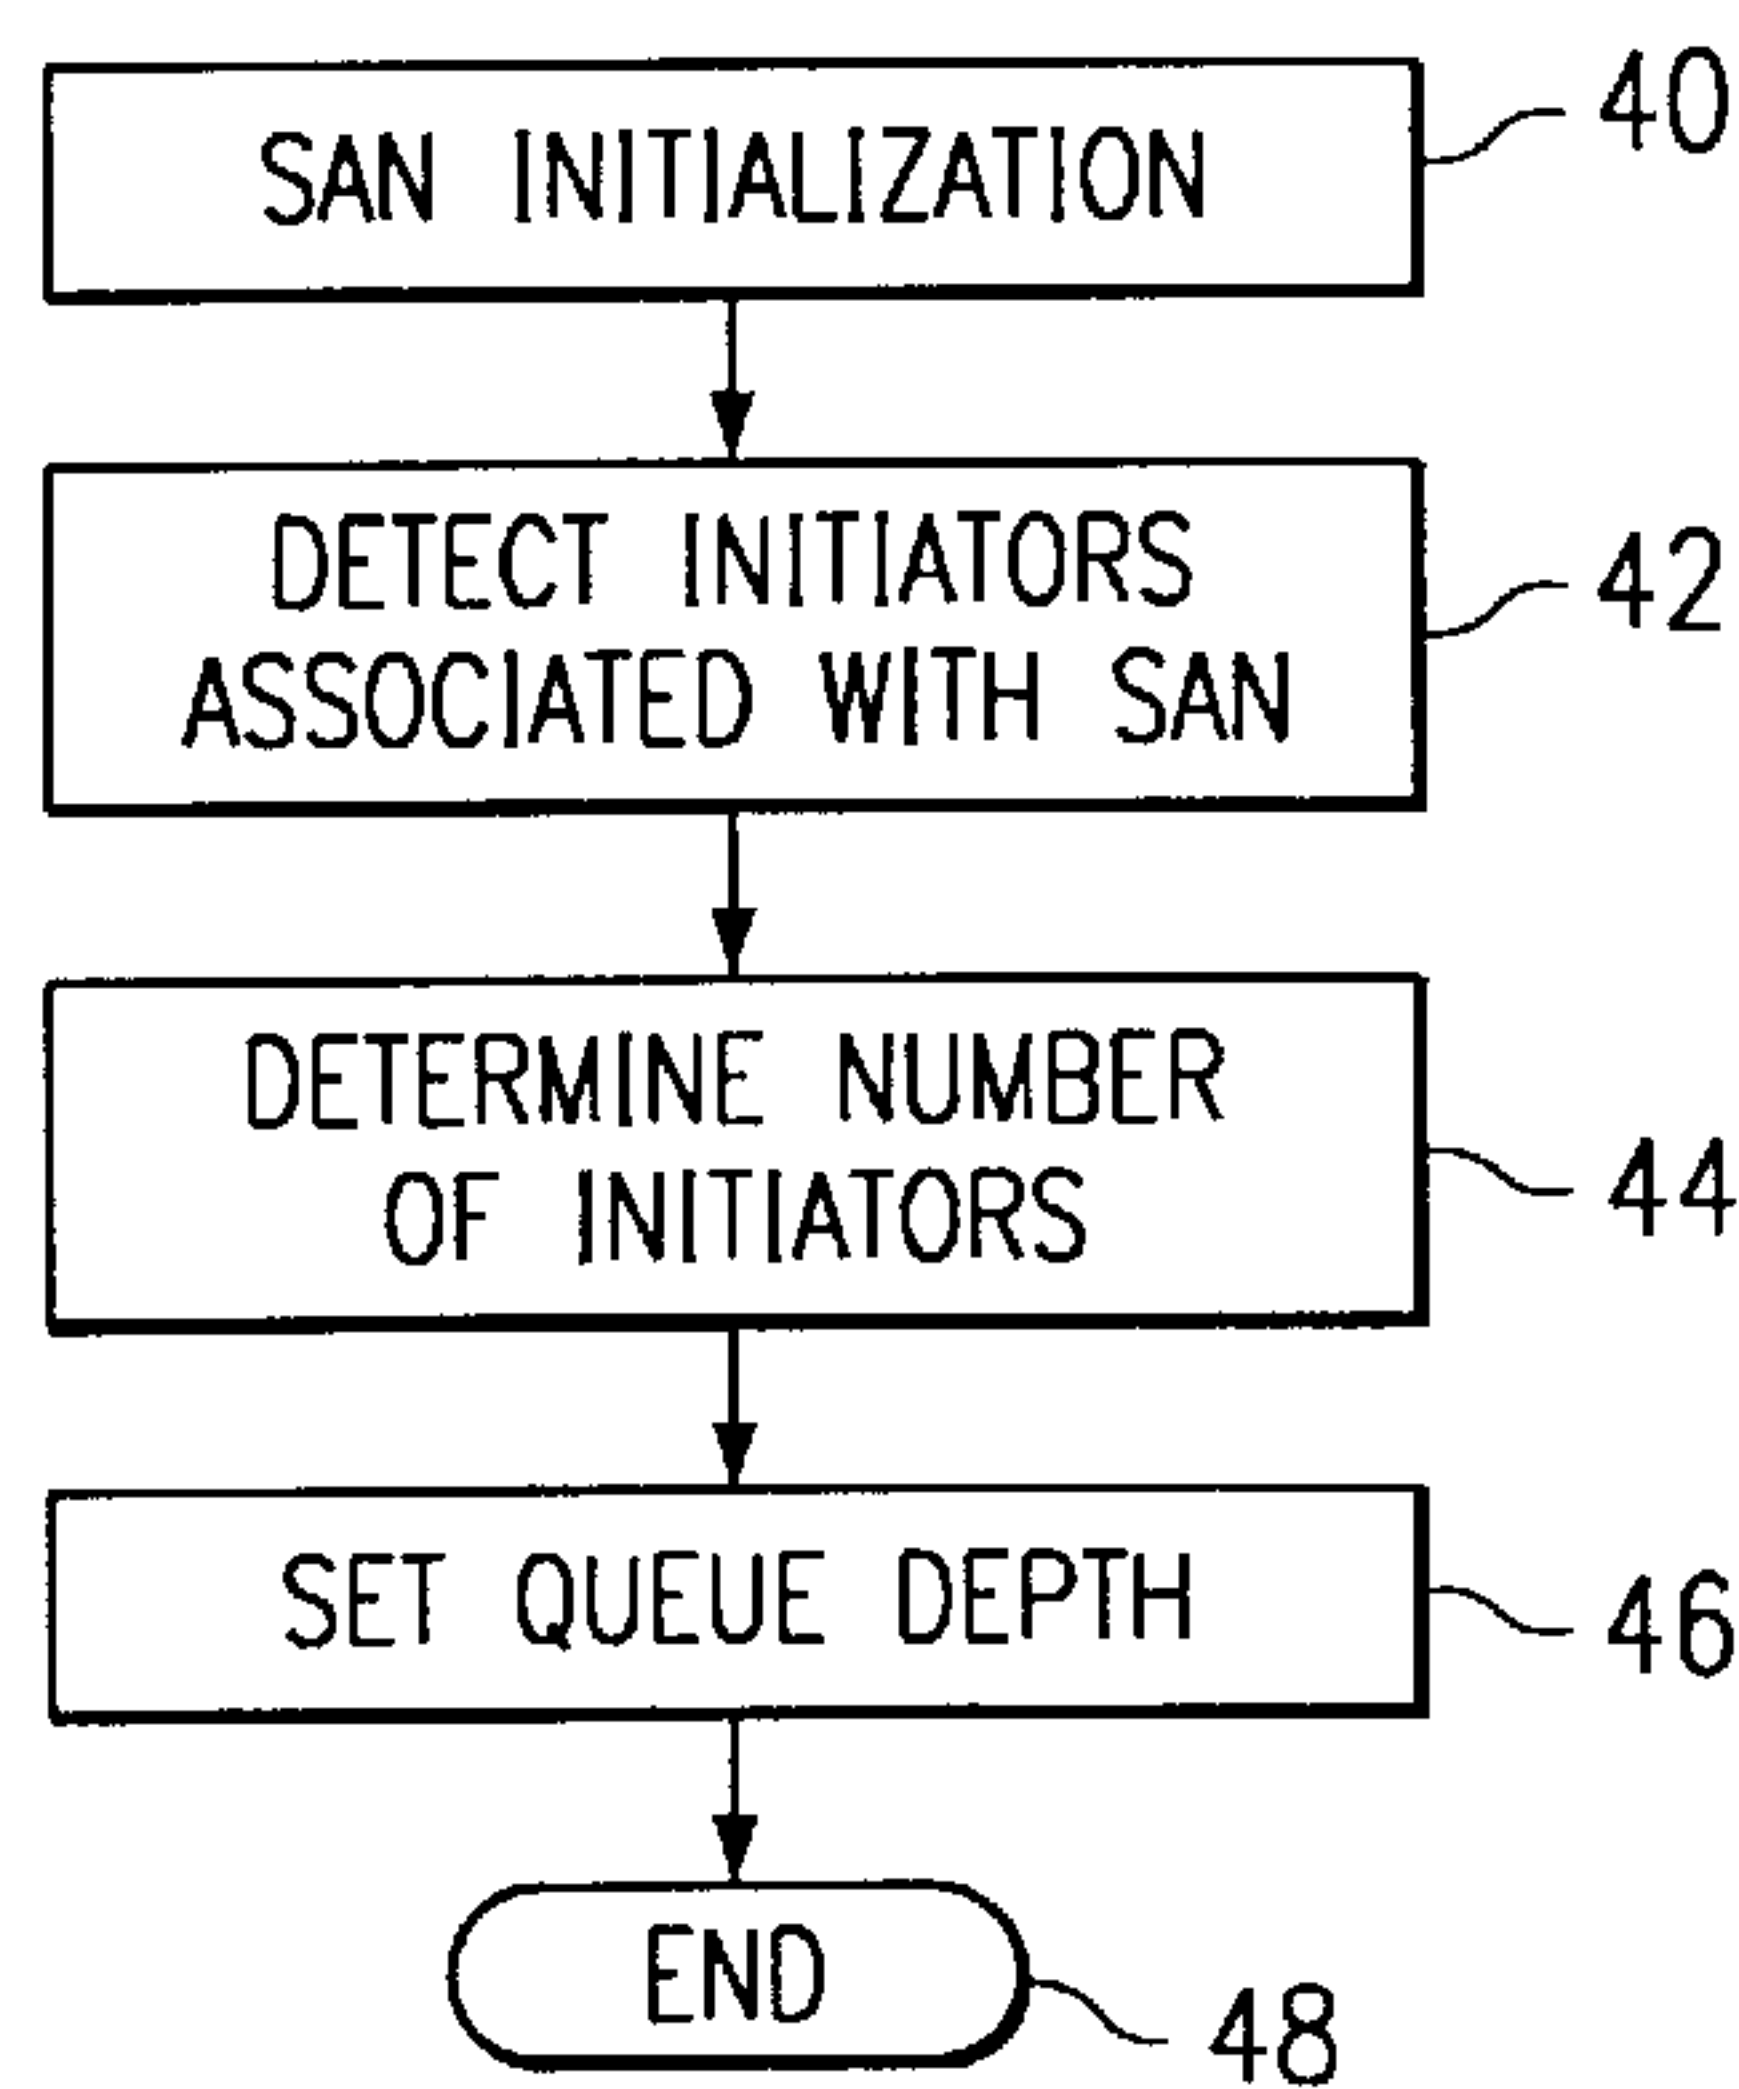 SAN INITIALIZATION
40
DETECT INITIATORS
ASSOCIATED WITH SAN
42
DETERMINE NUMBER
OF INITIATORS
44
SET QUEUE DEPTH
46
END
48